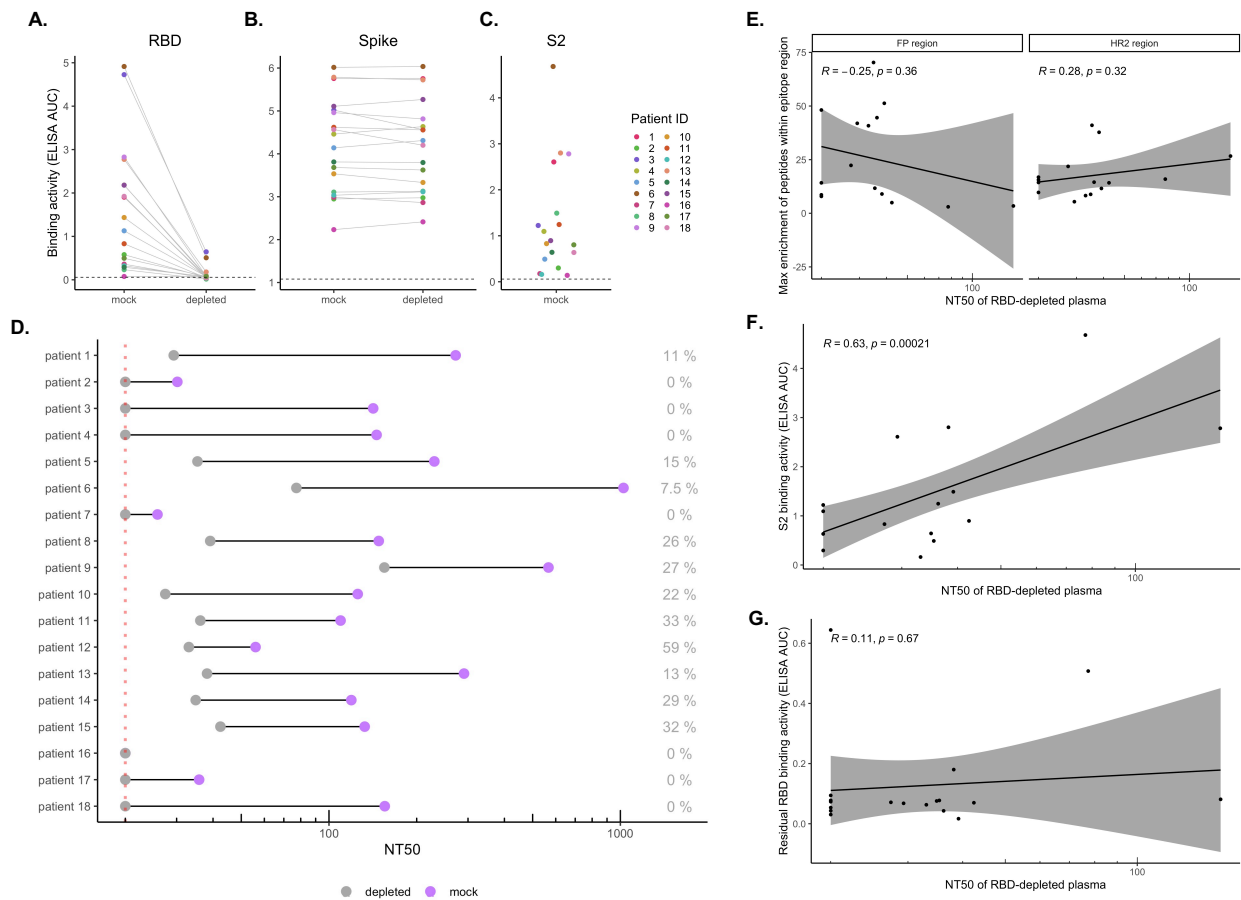 A.
B.
C.
E.
RBD
Spike
S2
Binding activity (ELISA AUC)
5
4
3
2
1
0
mock
depleted
6
5
4
3
2
1
mock
depleted
4
3
2
1
0
mock
Patient ID
1
2
3
4
5
6
7
8
9
10
11
12
13
14
15
16
17
18
FP region
HR2 region
Max enrichment of peptides within epitope region
75
50
25
0
-25
R = −0.25, p = 0.36
R = 0.28, p = 0.32
100
100
NT50 of RBD-depleted plasma
D.
patient 1
11 %
patient 2
0 %
patient 3
0 %
patient 4
0 %
patient 5
15 %
patient 6
7.5 %
patient 7
0 %
patient 8
26 %
patient 9
27 %
patient 10
22 %
patient 11
33 %
patient 12
59 %
patient 13
13 %
patient 14
29 %
patient 15
32 %
patient 16
0 %
patient 17
0 %
patient 18
0 %
100
1000
NT50
depleted
mock
F.
S2 binding activity (ELISA AUC)
4
3
2
1
0
R = 0.63, p = 0.00021
100
NT50 of RBD-depleted plasma
G.
Residual RBD binding activity (ELISA AUC)
0.6
0.4
0.2
0.0
R = 0.11, p = 0.67
100
NT50 of RBD-depleted plasma